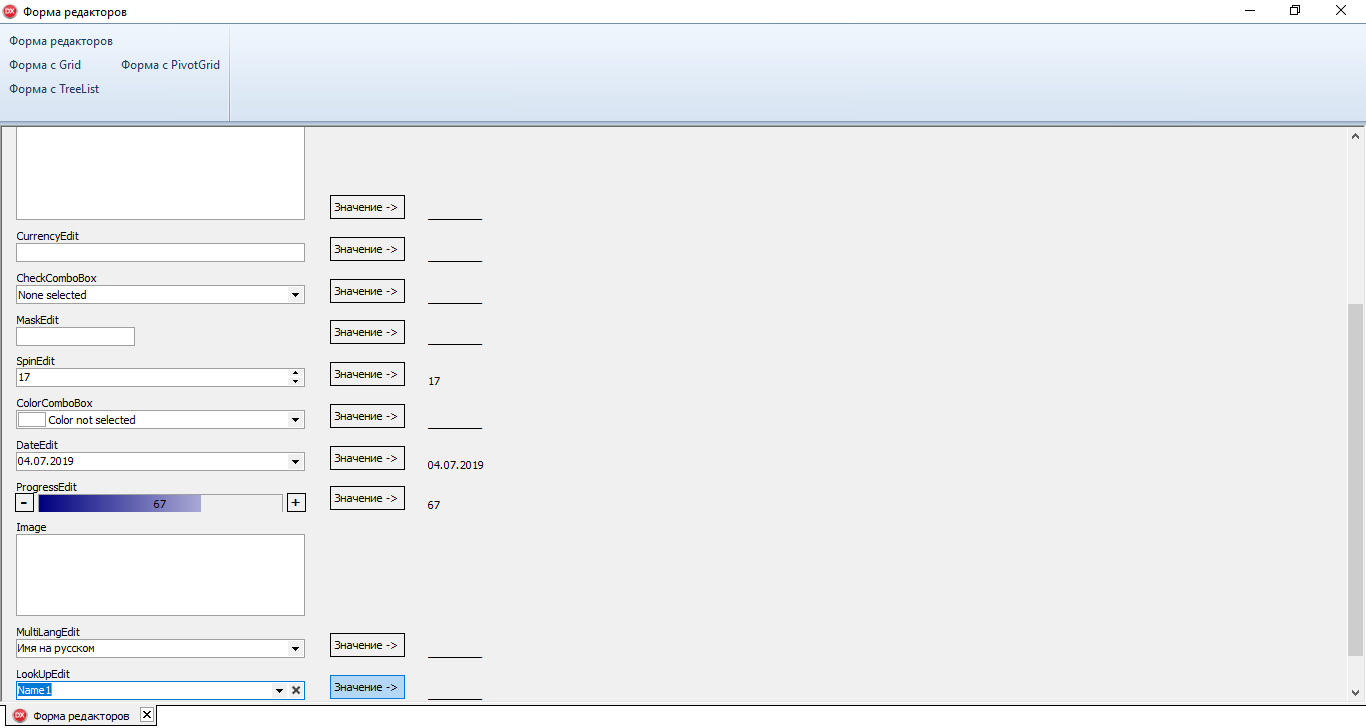 DX Форма редакторов
Форма редакторов
Форма с Grid Форма с PivotGrid
Форма с TreeList
Значение ->
CurrencyEdit
Значение ->
CheckComboBox
None selected Значение ->
MaskEdit
Значение ->
SpinEdit
17 Значение -> 17
ColorComboBox
Color not selected Значение ->
DateEdit
04.07.2019 Значение -> 04.07.2019
ProgressEdit
- 67 + Значение -> 67
Image
MultiLangEdit
Имя на русском Значение ->
LookUpEdit
Name1 Значение ->
DX Форма редакторов